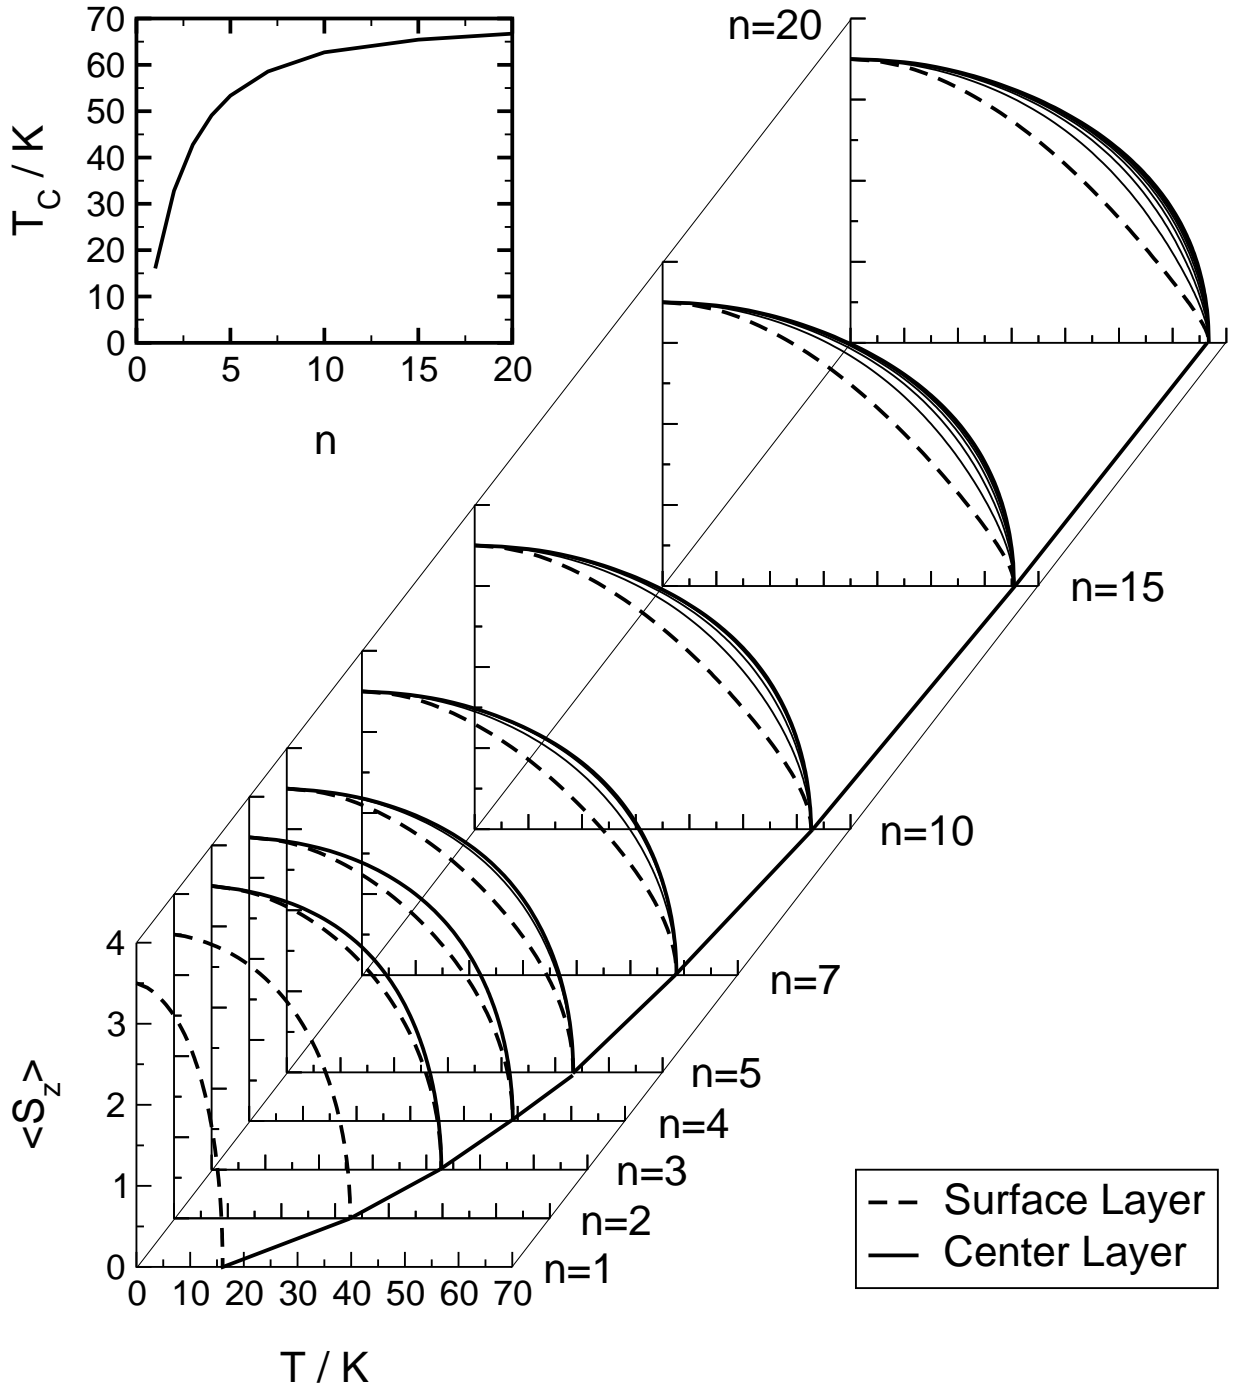 70
60
50
40
30
20
10
0
T_C / K
0 5 10 15 20
n
n=20
n=15
n=10
n=7
n=5
n=4
n=3
n=2
n=1
4
3
2
1
0
<S_z>
0 10 20 30 40 50 60 70
T / K
Surface Layer
Center Layer